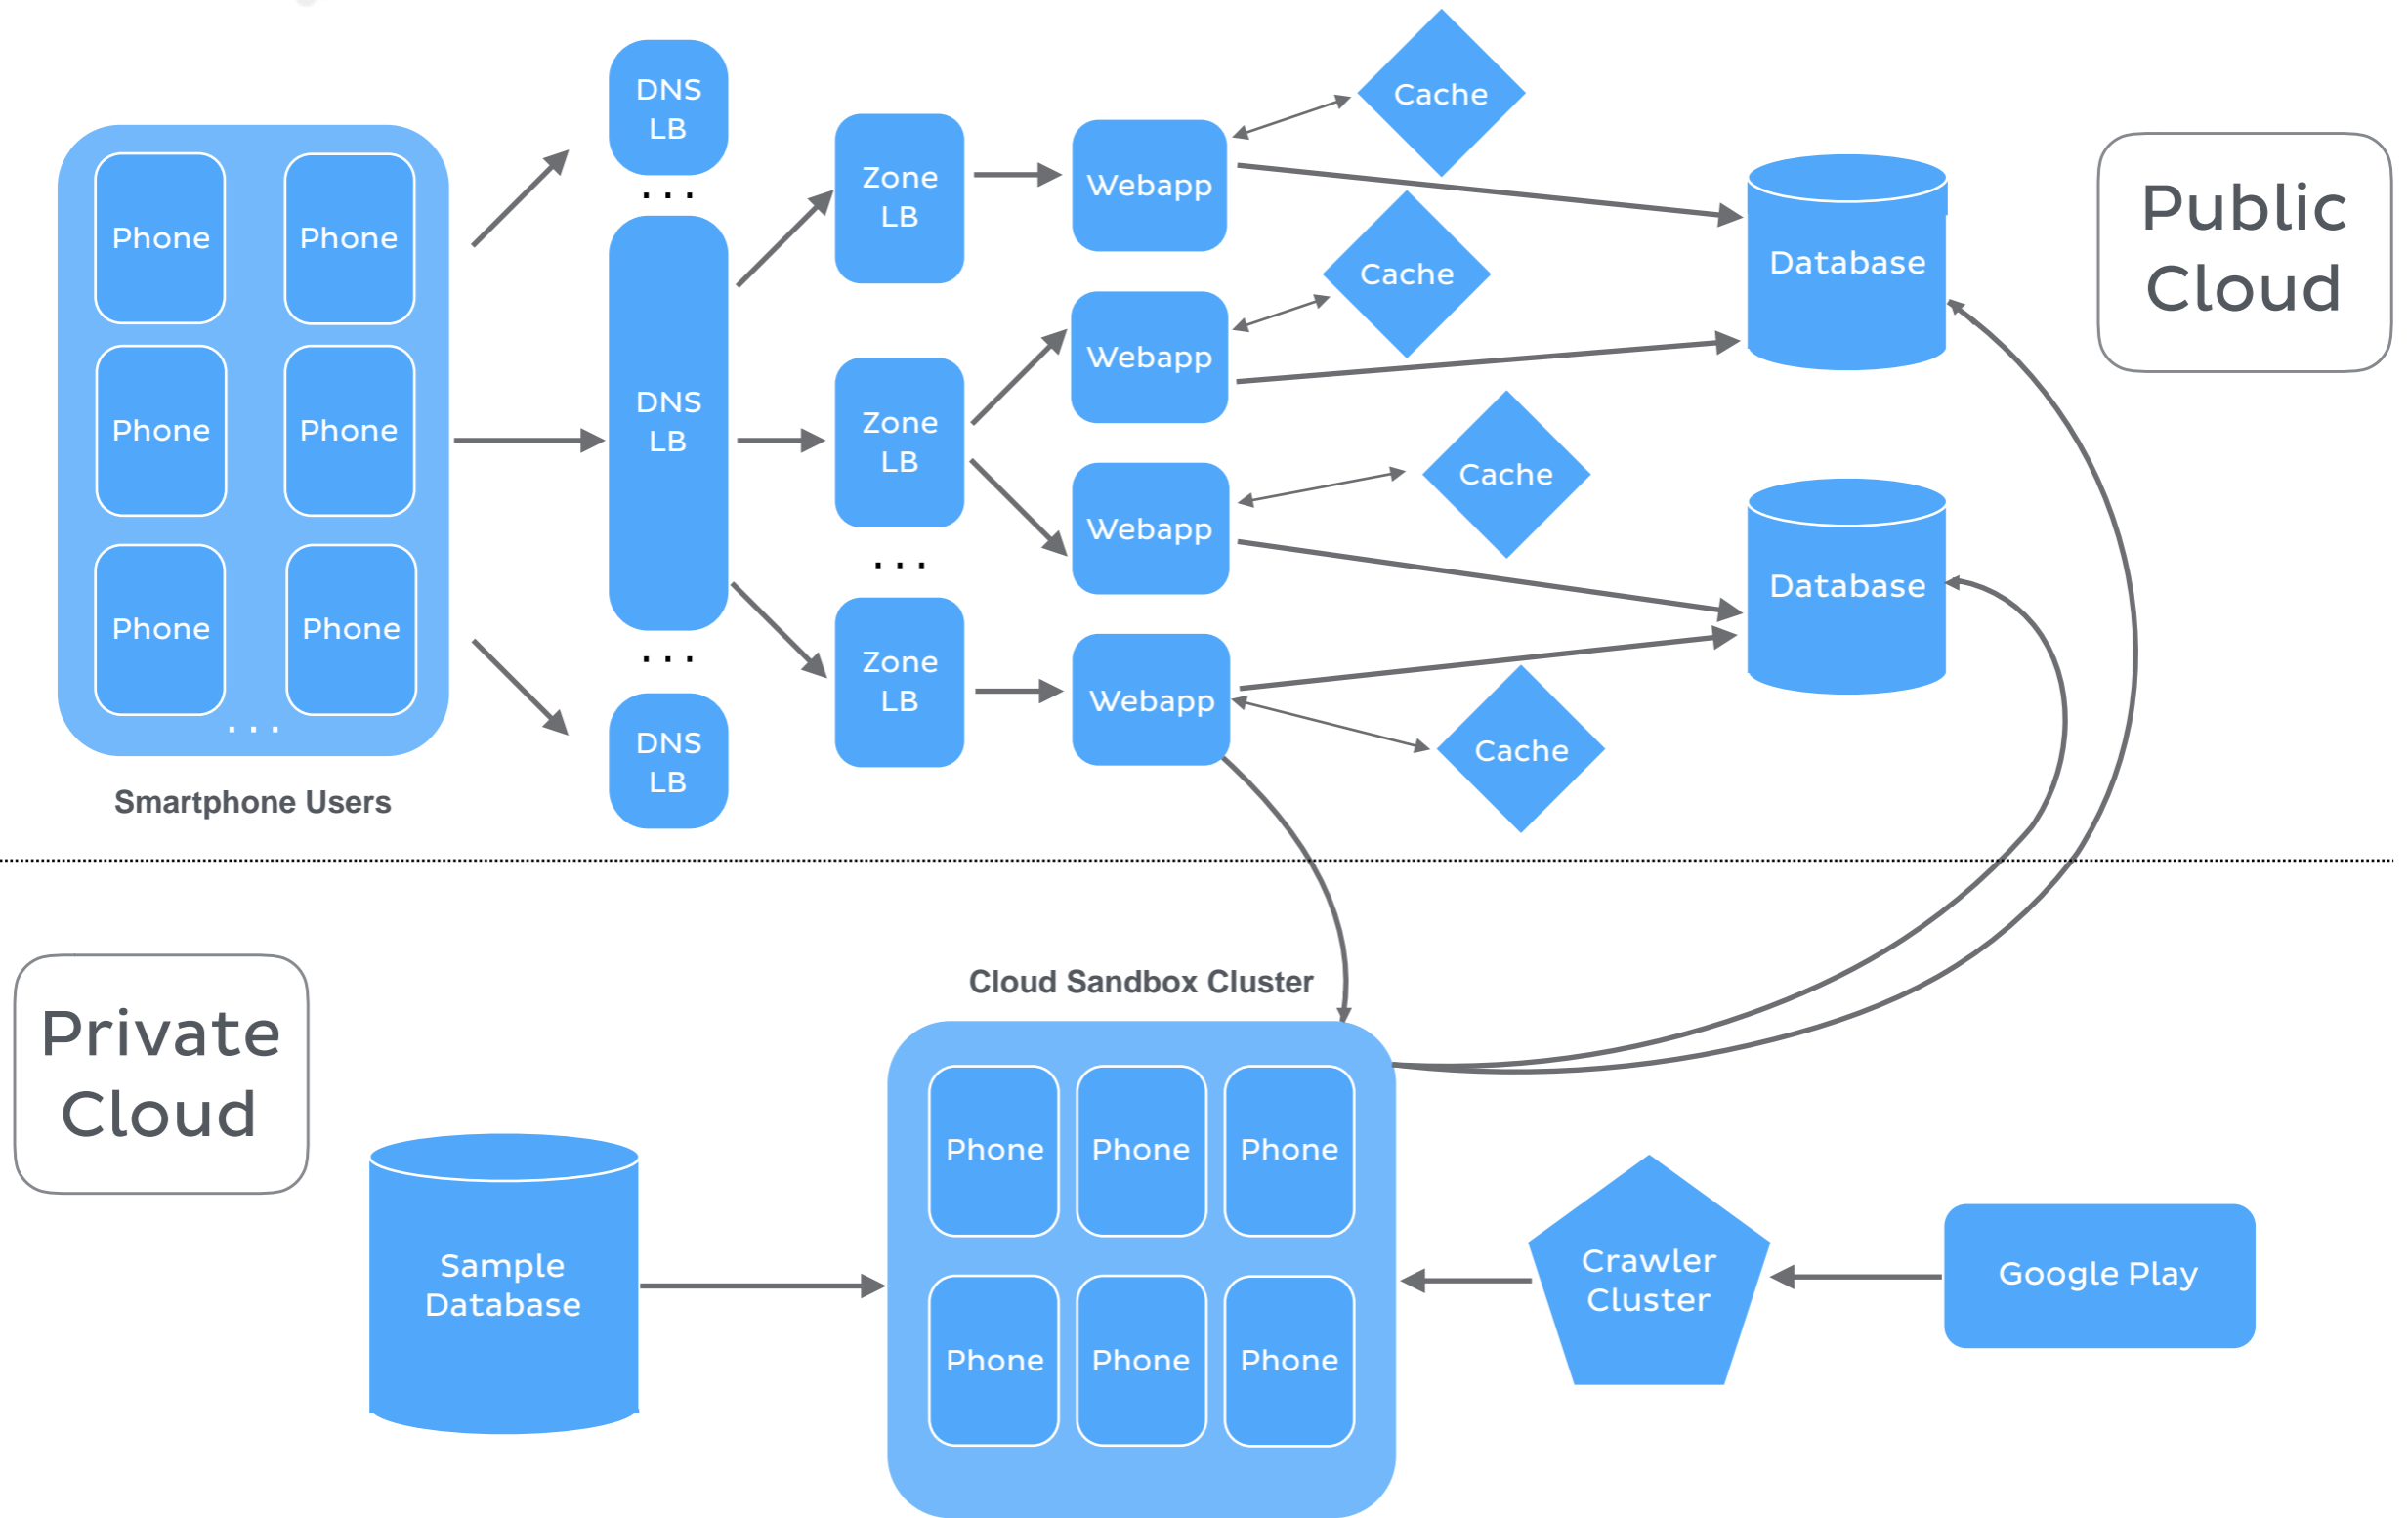 DNS
LB
. . .
Cache
Zone
LB
Webapp
Database
Public
Cloud
Phone
Phone
Cache
Webapp
DNS
LB
Zone
LB
Phone
Phone
Cache
Webapp
Database
. . .
Phone
Phone
. . .
. . .
Zone
LB
Webapp
DNS
LB
Cache
Smartphone Users
Private
Cloud
Cloud Sandbox Cluster
Phone
Phone
Phone
Sample
Database
Crawler
Cluster
Google Play
Phone
Phone
Phone